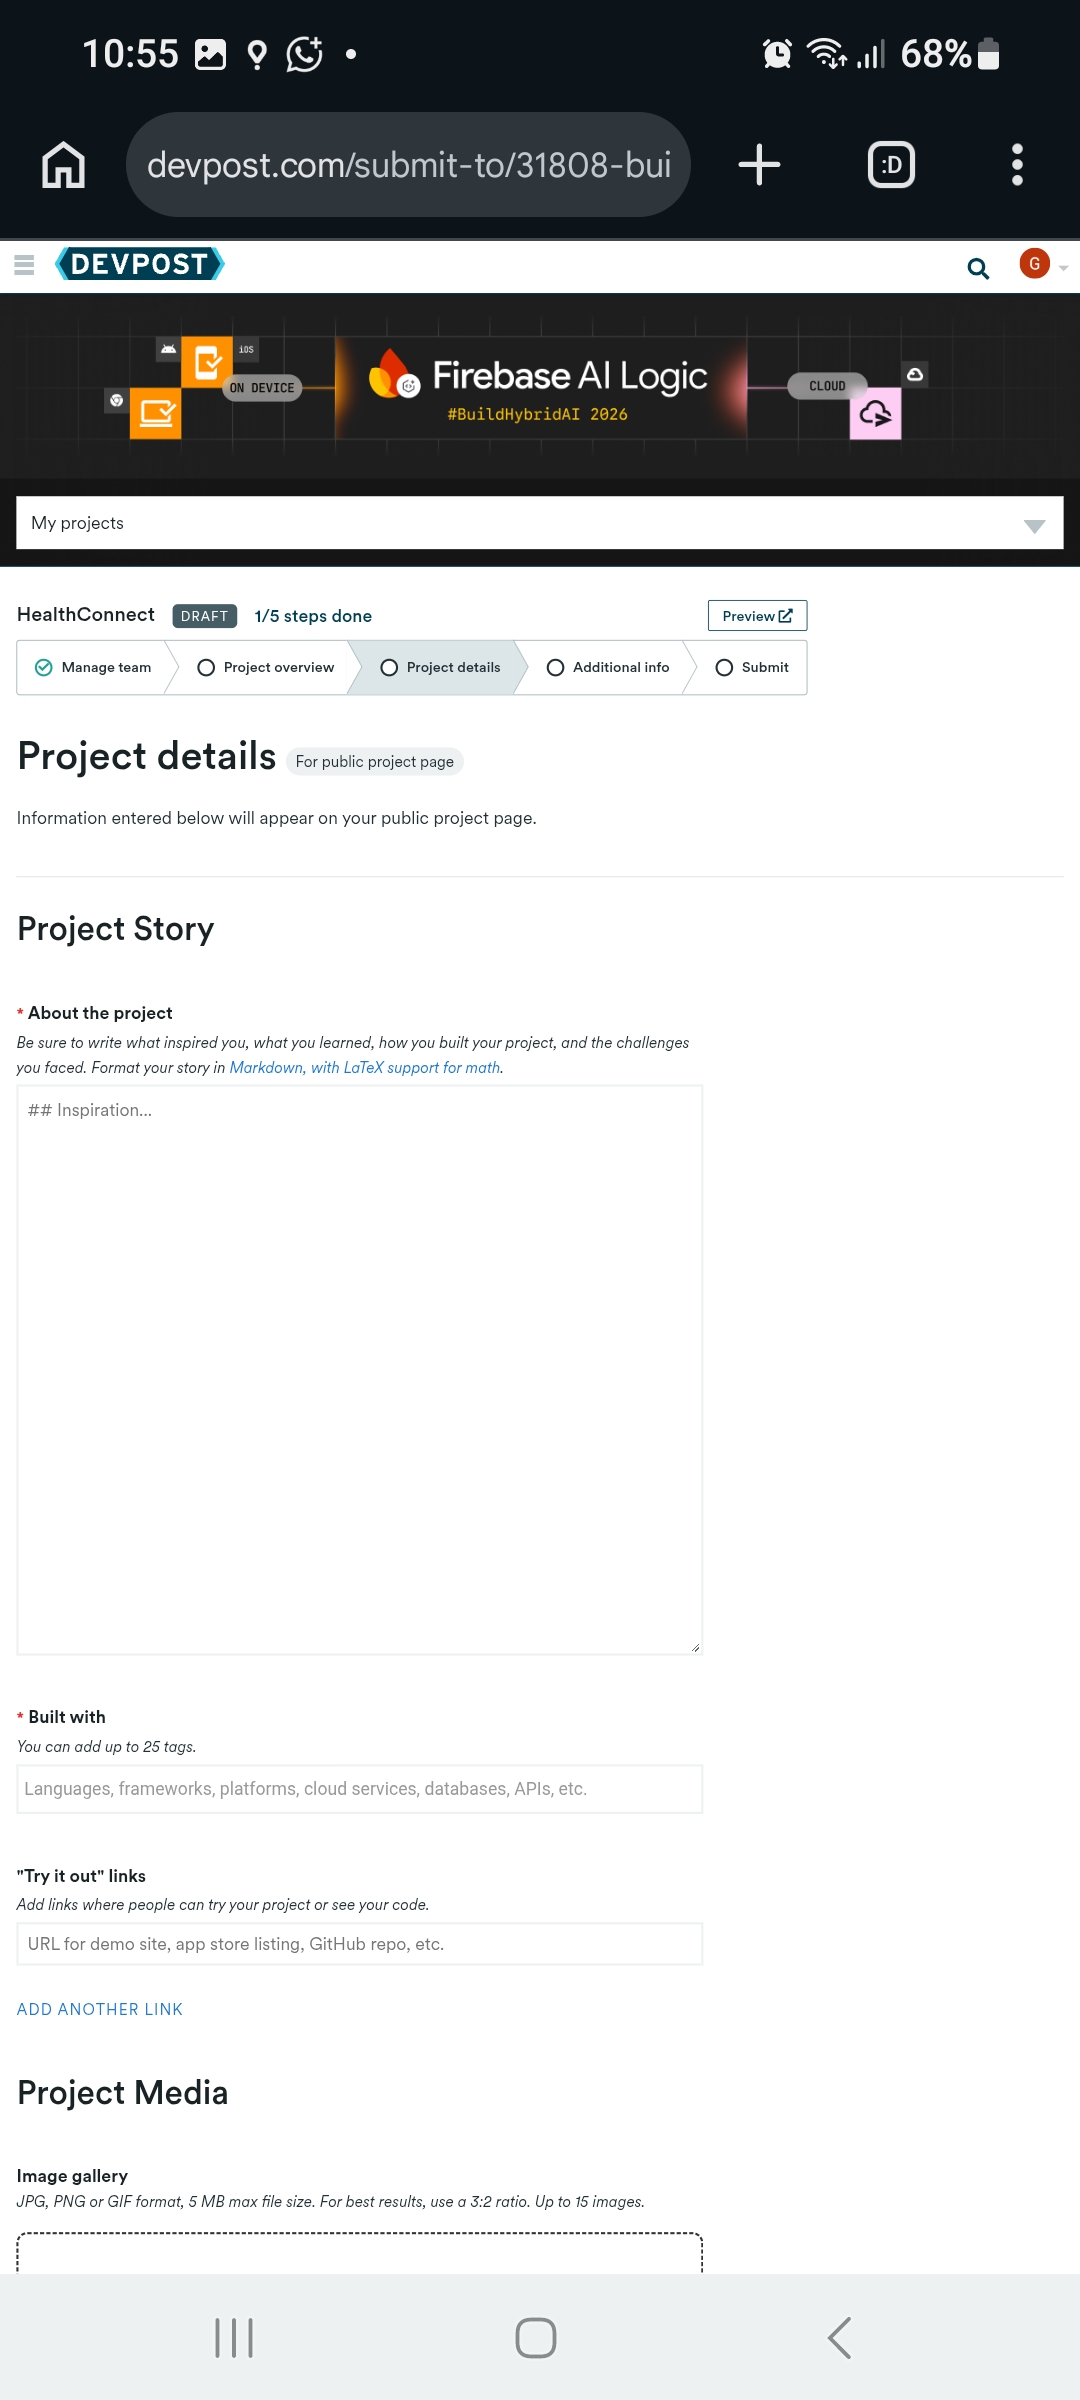 10:55
68%
devpost.com/submit-to/31808-bui
:D
DEVPOST
G
iOS
ON DEVICE
Firebase AI Logic
#BuildHybridAI 2026
CLOUD
My projects
HealthConnect DRAFT 1/5 steps done Preview
Manage team Project overview Project details Additional info Submit
Project details For public project page
Information entered below will appear on your public project page.
Project Story
* About the project
Be sure to write what inspired you, what you learned, how you built your project, and the challenges
you faced. Format your story in Markdown, with LaTeX support for math.
## Inspiration...
* Built with
You can add up to 25 tags.
Languages, frameworks, platforms, cloud services, databases, APIs, etc.
"Try it out" links
Add links where people can try your project or see your code.
URL for demo site, app store listing, GitHub repo, etc.
ADD ANOTHER LINK
Project Media
Image gallery
JPG, PNG or GIF format, 5 MB max file size. For best results, use a 3:2 ratio. Up to 15 images.